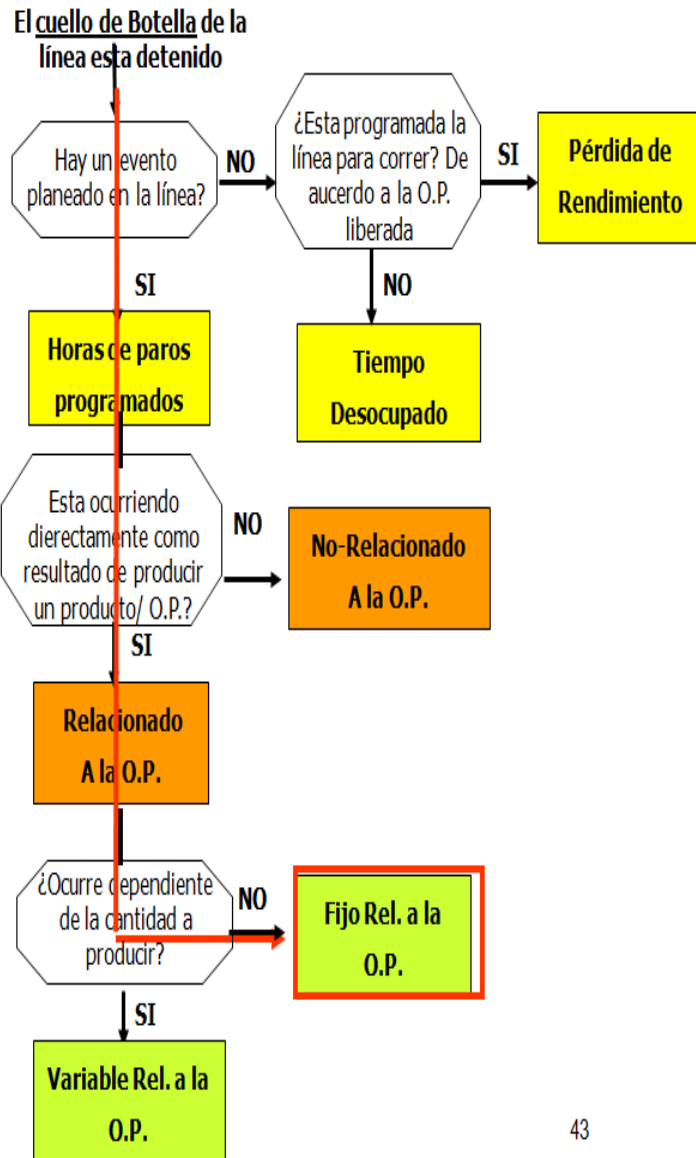 El cuello de Botella de la
línea esta detenido
Hay un evento
planeado en la línea?
NO
¿Esta programada la
línea para correr? De
aucerdo a la O.P.
liberada
SI
Pérdida de
Rendimiento
SI
NO
Horas de paros
programados
Tiempo
Desocupado
Esta ocurriendo
dierectamente como
resultado de producir
un producto/ O.P.?
NO
No-Relacionado
A la O.P.
SI
Relacionado
A la O.P.
¿Ocurre dependiente
de la cantidad a
producir?
NO
Fijo Rel. a la
O.P.
SI
Variable Rel. a la
O.P.
43